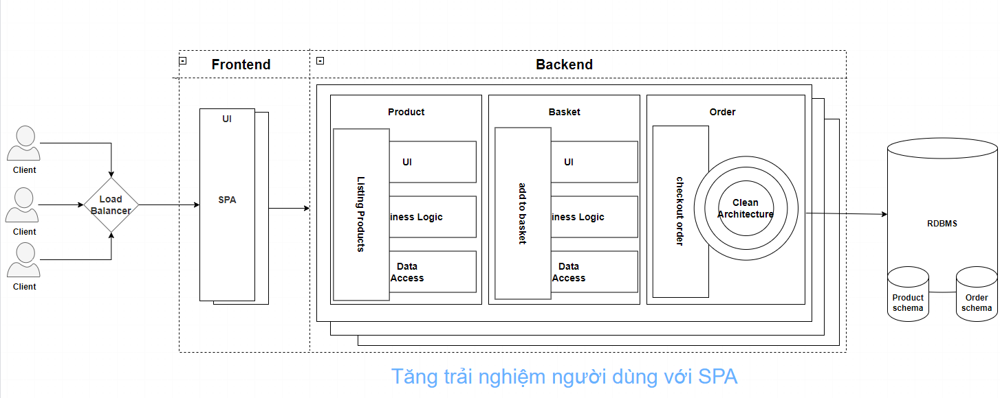 Frontend
Backend
Client
Client
Client
Load
Balancer
UI
SPA
Product
Listing Products
UI
iness Logic
Data
Access
Basket
add to basket
UI
iness Logic
Data
Access
Order
checkout order
Clean
Architecture
RDBMS
Product
schema
Order
schema
Tăng trải nghiệm người dùng với SPA